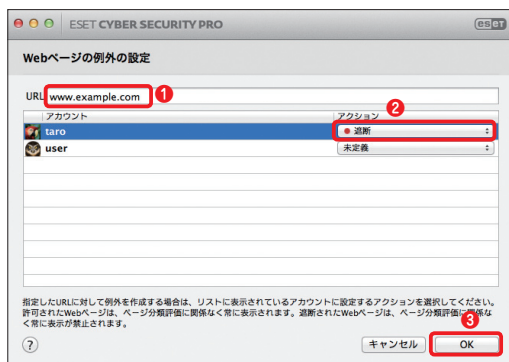 ESET CYBER SECURITY PRO
eseT
Webページの例外の設定
URL www.example.com 1
アカウント アクション 2
taro 遮断
user 未定義
指定したURLに対して例外を作成する場合は、リストに表示されているアカウントに設定するアクションを選択してください。
許可されたWebページは、ページ分類評価に関係なく常に表示されます。遮断されたWebページは、ページ分類評価に関係な
く常に表示が禁止されます。
3
? キャンセル OK